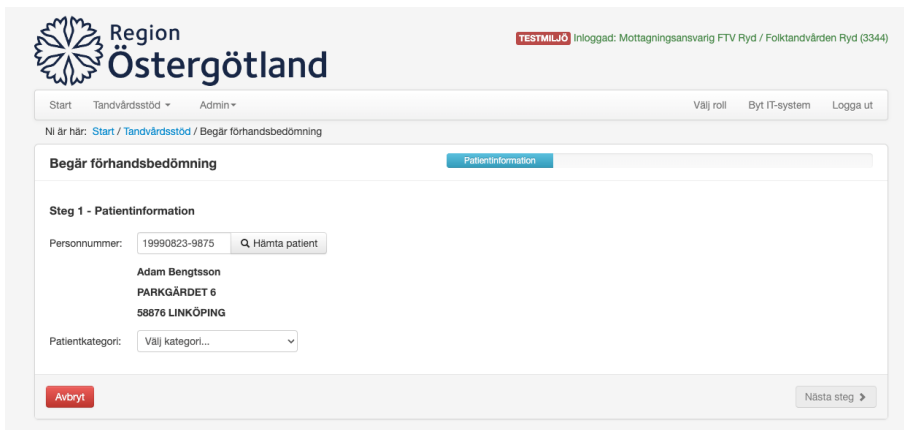 Region
Östergötland
TESTMILJÖ Inloggad: Mottagningsansvarig FTV Ryd / Folktandvården Ryd (3344)
Start Tandvårdsstöd Admin Välj roll Byt IT-system Logga ut
Ni är här: Start / Tandvårdsstöd / Begär förhandsbedömning
Begär förhandsbedömning Patientinformation
Steg 1 - Patientinformation
Personnummer: 19990823-9875 Hämta patient
Adam Bengtsson
PARKGÄRDET 6
58876 LINKÖPING
Patientkategori: Välj kategori...
Avbryt Nästa steg